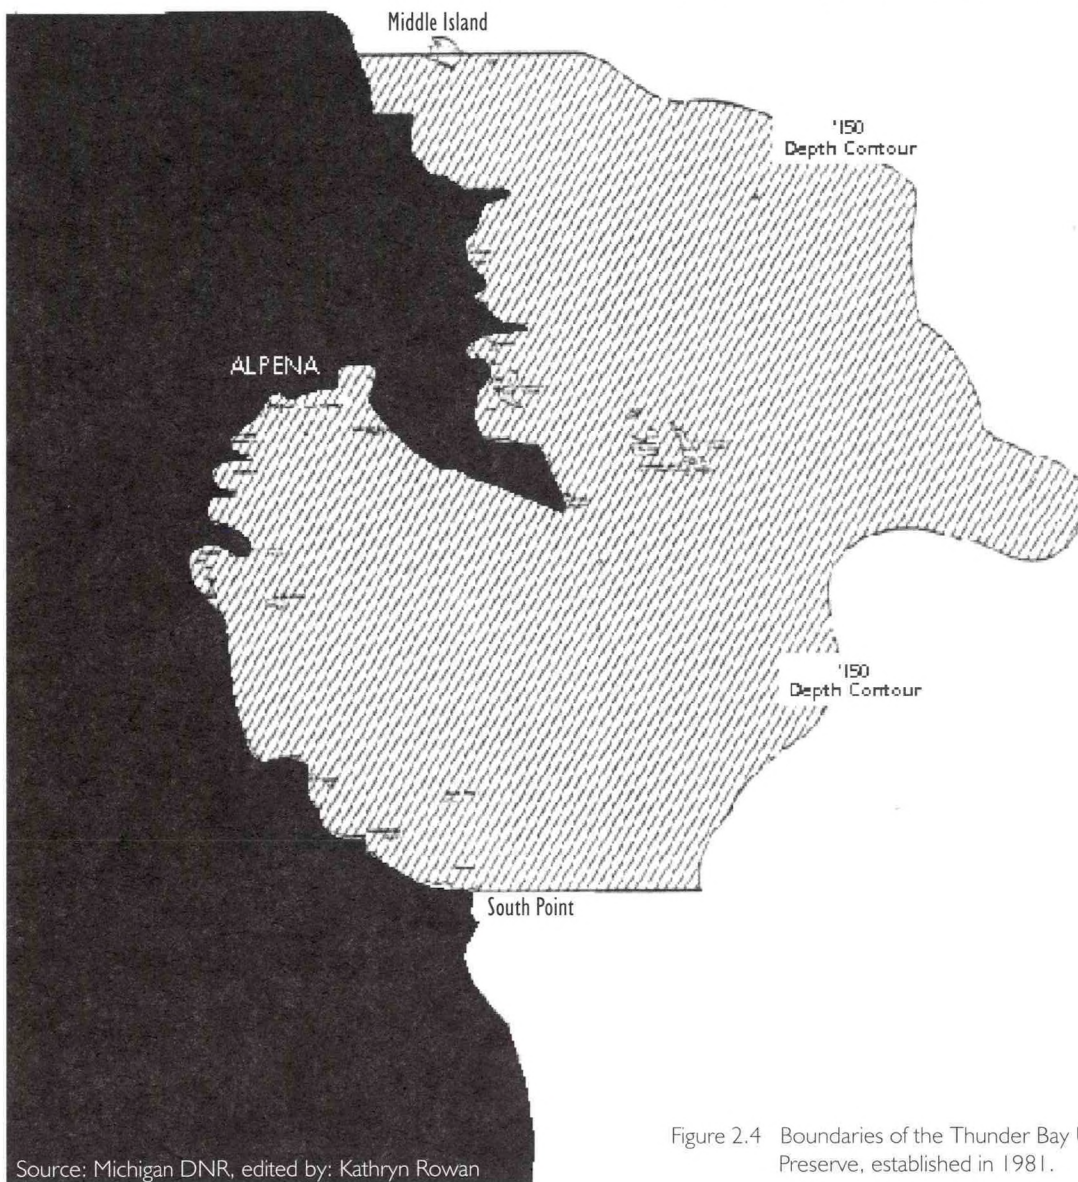 Middle Island
'150
Depth Contour
ALPENA
'150
Depth Contour
South Point
Figure 2.4 Boundaries of the Thunder Bay
Preserve, established in 1981.
Source: Michigan DNR, edited by: Kathryn Rowan